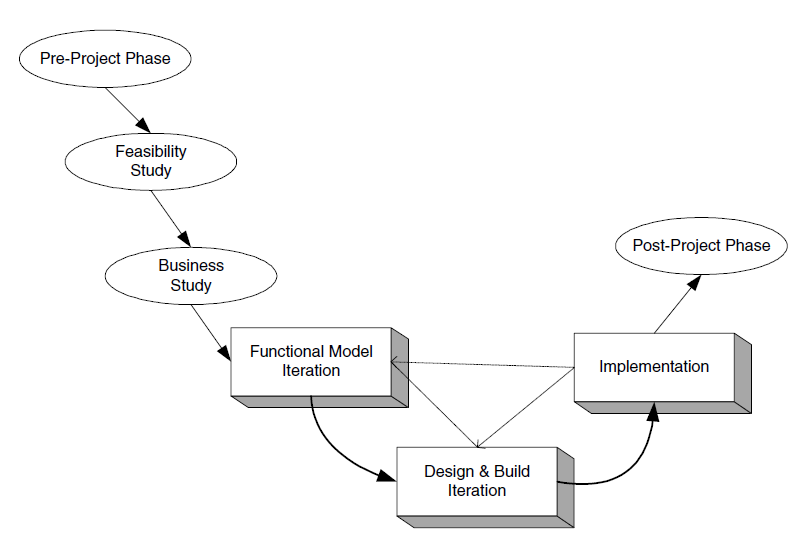 Pre-Project Phase
Feasibility
Study
Business
Study
Post-Project Phase
Functional Model
Iteration
Implementation
Design & Build
Iteration